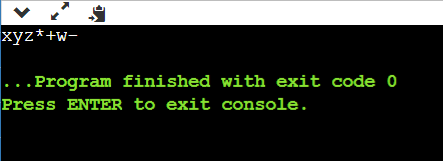 xyz*+w-
...Program finished with exit code 0
Press ENTER to exit console.